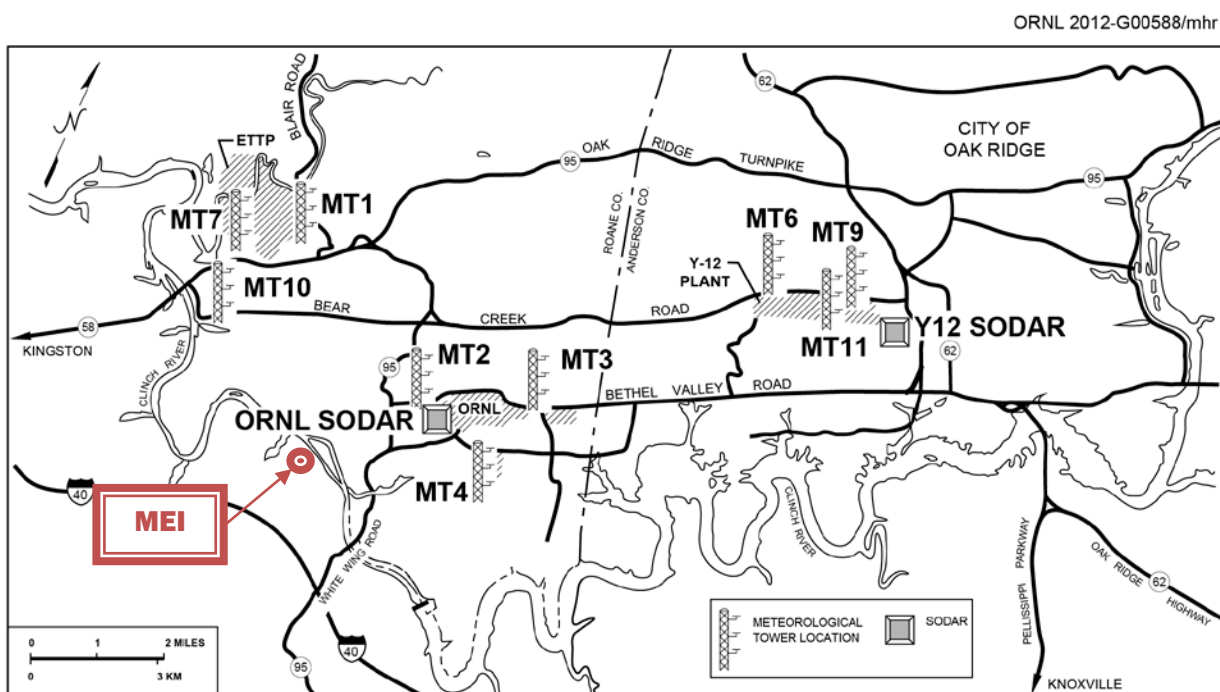 ORNL 2012-G00588/mhr
N
BLAIR ROAD
62
CITY OF
OAK RIDGE
ETTP
95
OAK RIDGE TURNPIKE
95
MT7
MT1
ROANE CO.
ANDERSON CO.
MT6
MT9
Y-12
PLANT
MT10
BEAR CREEK ROAD
58
KINGSTON
MT11
Y12 SODAR
62
CLINCH RIVER
95
MT2
MT3
BETHEL VALLEY ROAD
ORNL SODAR
ORNL
40
MEI
MT4
CLINCH RIVER
WHITE WING ROAD
PELLISSIPPI PARKWAY
OAK RIDGE HIGHWAY
62
METEOROLOGICAL
TOWER LOCATION
SODAR
0 1 2 MILES
0 3 KM
95
40
KNOXVILLE